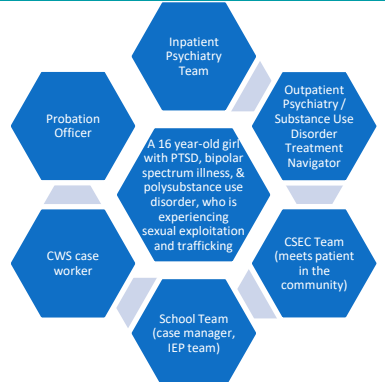 Inpatient
Psychiatry
Team
Outpatient
Psychiatry /
Substance Use
Disorder
Treatment
Navigator
CSEC Team
(meets patient
in the
community)
School Team
(case manager,
IEP team)
CWS case
worker
Probation
Officer
A 16 year-old girl
with PTSD, bipolar
spectrum illness, &
polysubstance use
disorder, who is
experiencing
sexual exploitation
and trafficking